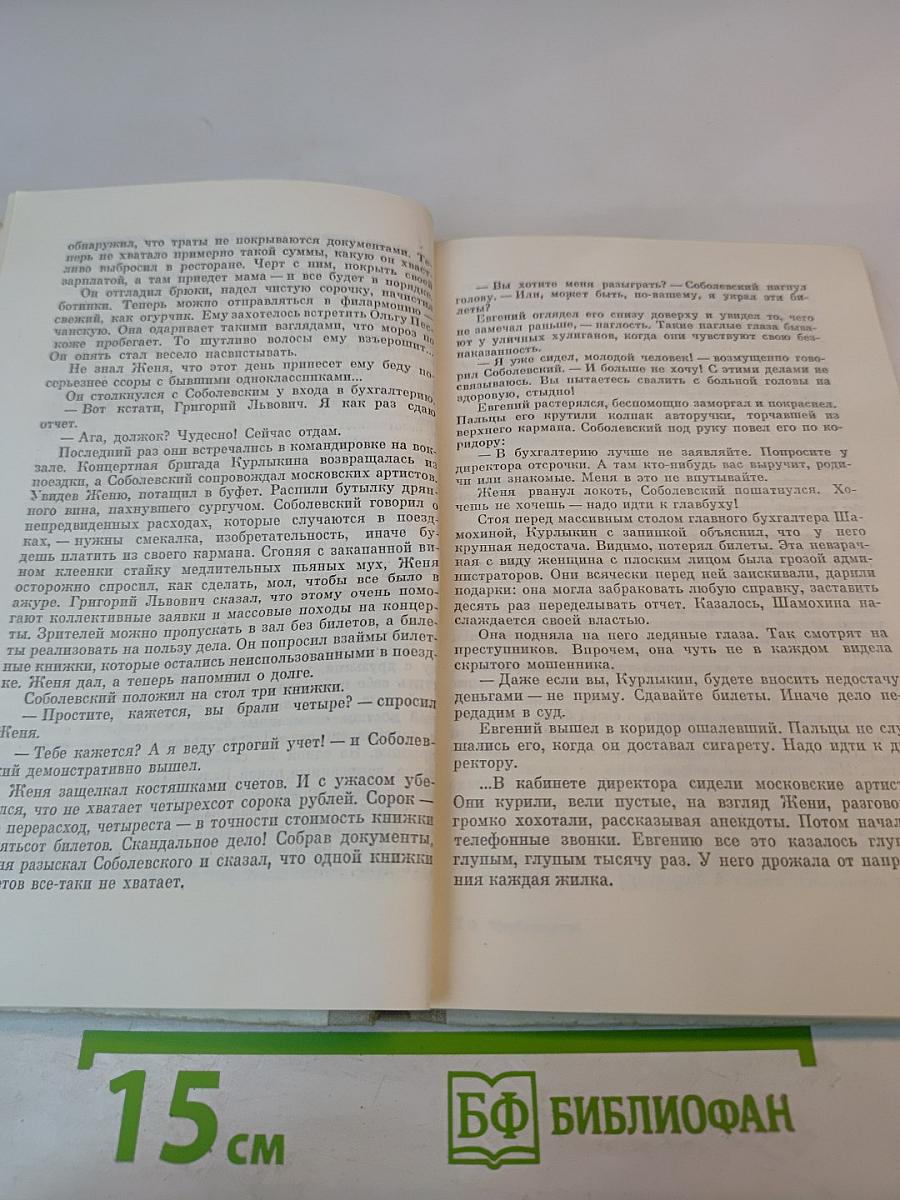 обнаружил, что траты не покрываются документами. Те-
перь не хватало примерно такой суммы, какую он хваст-
ливо выбросил в ресторане. Черт с ним, покрыть своей
зарплатой, а там приедет мама — и все будет в порядке.
Он отгладил брюки, надел чистую сорочку, начистил
ботинки. Теперь можно отправляться в филармонию —
свежий, как огурчик. Ему захотелось встретить Ольгу Пес-
чанскую. Она одаривает такими взглядами, что мороз по
коже пробегает. То шутливо волосы ему взъерошит...
Он опять стал весело насвистывать.
Не знал Женя, что этот день принесет ему беду по-
серьезнее ссоры с бывшими одноклассниками...
Он столкнулся с Соболевским у входа в бухгалтерию.
— Вот кстати, Григорий Львович. Я как раз сдаю
отчет.
— Ага, должок? Чудесно! Сейчас отдам.
Последний раз они встречались в командировке на вок-
зале. Концертная бригада Курлыкина возвращалась из
поездки, а Соболевский сопровождал московских артистов.
Увидев Женю, потащил в буфет. Распили бутылку дрян-
ного вина, пахнувшего сургучом. Соболевский говорил о
непредвиденных расходах, которые случаются в поезд-
ках, — нужны смекалка, изобретательность, иначе бу-
дешь платить из своего кармана. Сгоняя с закапанной ви-
ном клеенки стайку медлительных пьяных мух, Женя
осторожно спросил, как сделать, мол, чтобы все было в
ажуре. Григорий Львович сказал, что этому очень помо-
гают коллективные заявки и массовые походы на концер-
ты. Зрителей можно пропускать в зал без билетов, а биле-
ты реализовать на пользу дела. Он попросил взаймы билет-
ные книжки, которые остались неиспользованными в поезд-
ке. Женя дал, а теперь напомнил о долге.
Соболевский положил на стол три книжки.
— Простите, кажется, вы брали четыре? — спросил
Женя.
— Тебе кажется? А я веду строгий учет! — и Соболев-
кий демонстративно вышел.
Женя защелкал костяшками счетов. И с ужасом убе-
лся, что не хватает четырехсот сорока рублей. Сорок —
перерасход, четыреста — в точности стоимость книжки
ятьсот билетов. Скандальное дело! Собрав документы,
ня разыскал Соболевского и сказал, что одной книжки
етов все-таки не хватает.
— Вы хотите меня разыграть? — Соболевский нагнул
голову. — Или, может быть, по-вашему, я украл эти би-
леты?
Евгений оглядел его снизу доверху и увидел то, чего
не замечал раньше, — наглость. Такие наглые глаза быва-
ют у уличных хулиганов, когда они чувствуют свою без-
наказанность.
— Я уже сидел, молодой человек! — возмущенно гово-
рил Соболевский. — И больше не хочу! С этими делами не
связываюсь. Вы пытаетесь свалить с больной головы на
здоровую, стыдно!
Евгений растерялся, беспомощно заморгал и покраснел.
Пальцы его крутили колпак авторучки, торчавшей из
верхнего кармана. Соболевский под руку повел его по ко-
ридору:
— В бухгалтерию лучше не заявляйте. Попросите у
директора отсрочки. А там кто-нибудь вас выручит, роди-
чи или знакомые. Меня в это не впутывайте.
Женя рванул локоть, Соболевский пошатнулся. Хо-
чешь не хочешь — надо идти к главбуху!
Стоя перед массивным столом главного бухгалтера Ша-
мохиной, Курлыкин с запинкой объяснил, что у него
крупная недостача. Видимо, потерял билеты. Эта невзрач-
ная с виду женщина с плоским лицом была грозой адми-
нистраторов. Они всячески перед ней заискивали, дарили
подарки: она могла забраковать любую справку, заставить
десять раз переделывать отчет. Казалось, Шамохина на-
слаждается своей властью.
Она подняла на него ледяные глаза. Так смотрят на
преступников. Впрочем, она чуть не в каждом видела
скрытого мошенника.
— Даже если вы, Курлыкин, будете вносить недостачу
деньгами — не приму. Сдавайте билеты. Иначе дело пе-
редадим в суд.
Евгений вышел в коридор ошалевший. Пальцы не слу
шались его, когда он доставал сигарету. Надо идти к ди
ректору.
...В кабинете директора сидели московские артис
Они курили, вели пустые, на взгляд Жени, разгово
громко хохотали, рассказывая анекдоты. Потом начал
телефонные звонки. Евгению все это казалось глуп
глупым, глупым тысячу раз. У него дрожала от напр
ния каждая жилка.
15 см
БФ БИБЛИОФАН